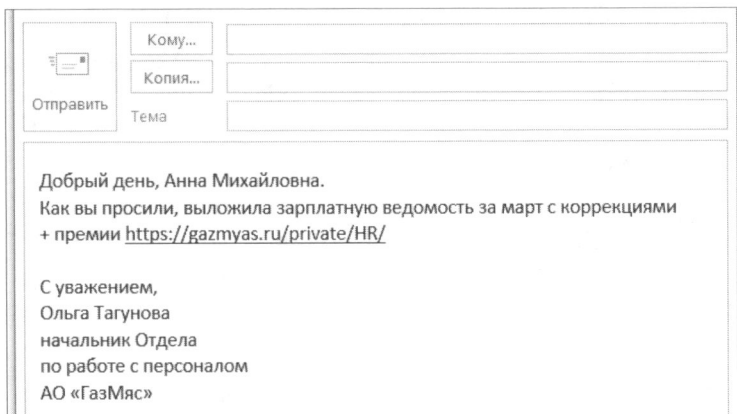 Кому...
Копия...
Отправить
Тема
Добрый день, Анна Михайловна.
Как вы просили, выложила зарплатную ведомость за март с коррекциями
+ премии https://gazmyas.ru/private/HR/
С уважением,
Ольга Тагунова
начальник Отдела
по работе с персоналом
АО «ГазМяс»